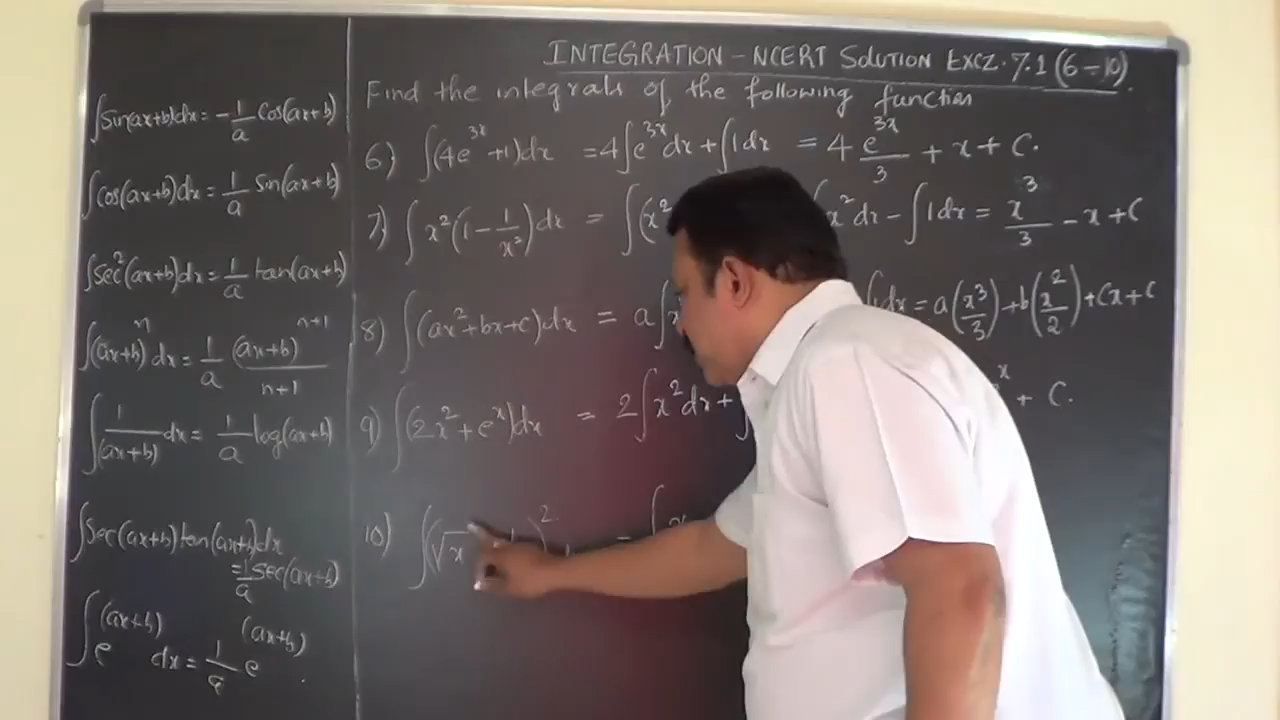 INTEGRATION - NCERT SOLUTION EXCZ. 7.1 (6 - 10)
Find the integrals of the following function
6) ∫(4e^3x + 1)dx = 4∫e^3x dx + ∫1dx = 4 e^3x/3 + x + C.
7) ∫x²(1 - 1/x²)dx = ∫(x² ∫x²dx - ∫1dx = x³/3 - x + C
8) ∫(ax² + bx + c)dx = a∫x ∫1dx = a(x³/3) + b(x²/2) + Cx + C
9) ∫(2x² + e^x)dx = 2∫x²dx + ∫ x + C.
10) ∫(√x )² = ∫x
∫Sin(ax+b)dx = -1/a Cos(ax+b)
∫Cos(ax+b)dx = 1/a Sin(ax+b)
∫Sec²(ax+b)dx = 1/a tan(ax+b)
∫(ax+b)^n dx = 1/a (ax+b)^n+1/n+1
∫1/(ax+b) dx = 1/a log(ax+b)
∫Sec(ax+b)tan(ax+b)dx
= 1/a Sec(ax+b)
∫e^(ax+b) dx = 1/a e^(ax+b).